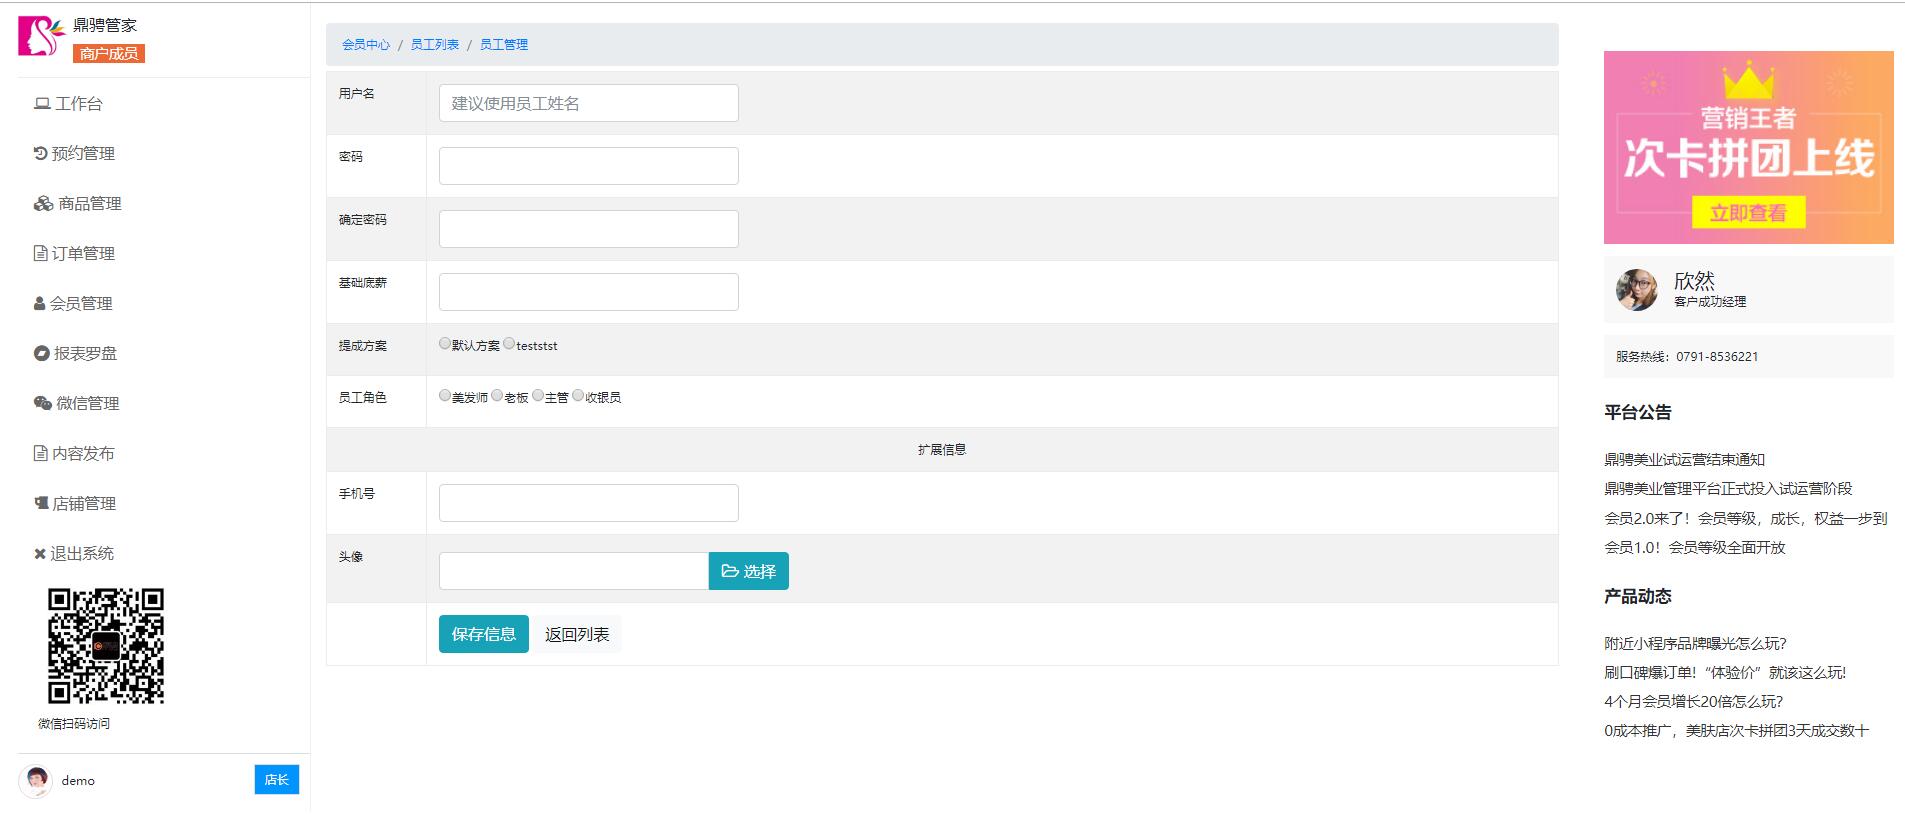 鼎骋管家
商户成员
工作台
预约管理
商品管理
订单管理
会员管理
报表罗盘
微信管理
内容发布
店铺管理
退出系统
微信扫码访问
demo
店长
会员中心 / 员工列表 / 员工管理
用户名
建议使用员工姓名
密码
确定密码
基础底薪
提成方案
默认方案 teststst
员工角色
美发师 老板 主管 收银员
扩展信息
手机号
头像
选择
保存信息 返回列表
营销王者
次卡拼团上线
立即查看
欣然
客户成功经理
服务热线：0791-8536221
平台公告
鼎骋美业试运营结束通知
鼎骋美业管理平台正式投入试运营阶段
会员2.0来了！会员等级，成长，权益一步到
会员1.0！会员等级全面开放
产品动态
附近小程序品牌曝光怎么玩？
刷口碑爆订单！“体验价”就该这么玩！
4个月会员增长20倍怎么玩？
0成本推广，美肤店次卡拼团3天成交数十